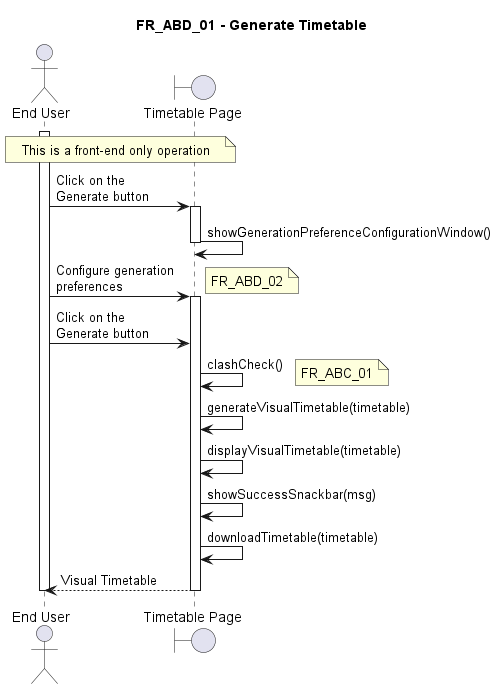 FR_ABD_01 - Generate Timetable
End User
Timetable Page
This is a front-end only operation
Click on the
Generate button
showGenerationPreferenceConfigurationWindow()
Configure generation
preferences
FR_ABD_02
Click on the
Generate button
clashCheck()
FR_ABC_01
generateVisualTimetable(timetable)
displayVisualTimetable(timetable)
showSuccessSnackbar(msg)
downloadTimetable(timetable)
Visual Timetable
End User
Timetable Page